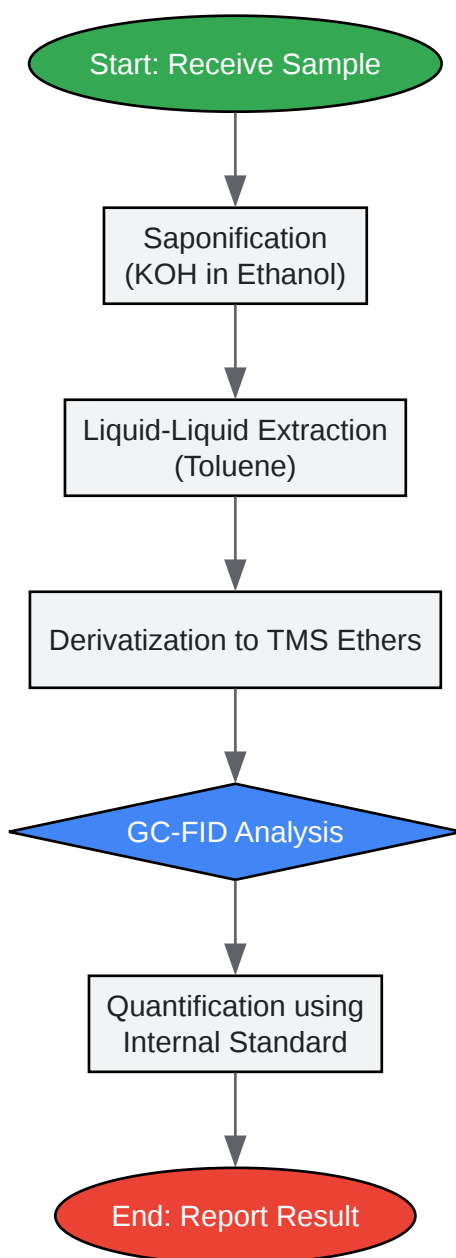 Start: Receive Sample
Saponification
(KOH in Ethanol)
Liquid-Liquid Extraction
(Toluene)
Derivatization to TMS Ethers
GC-FID Analysis
Quantification using
Internal Standard
End: Report Result